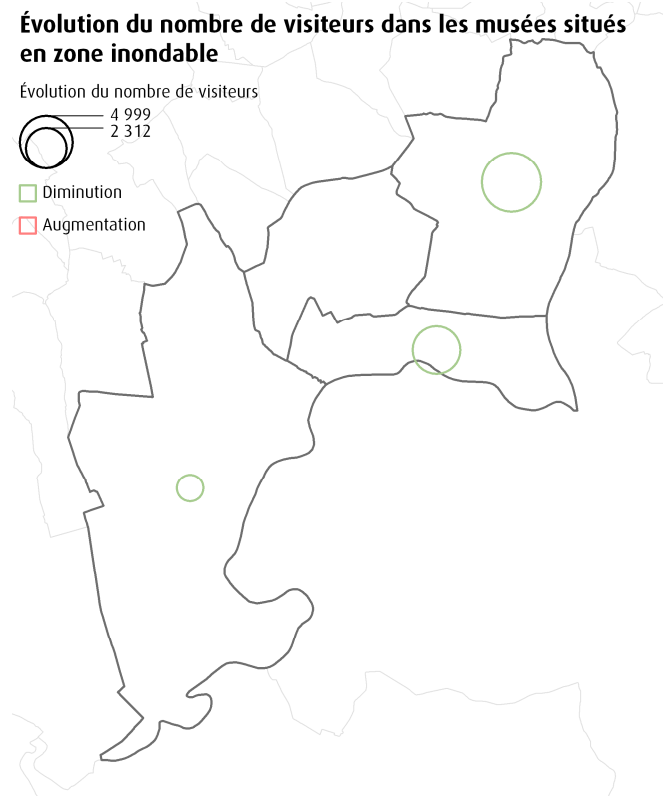 Évolution du nombre de visiteurs dans les musées situés
en zone inondable
Évolution du nombre de visiteurs
4 999
2 312
Diminution
Augmentation